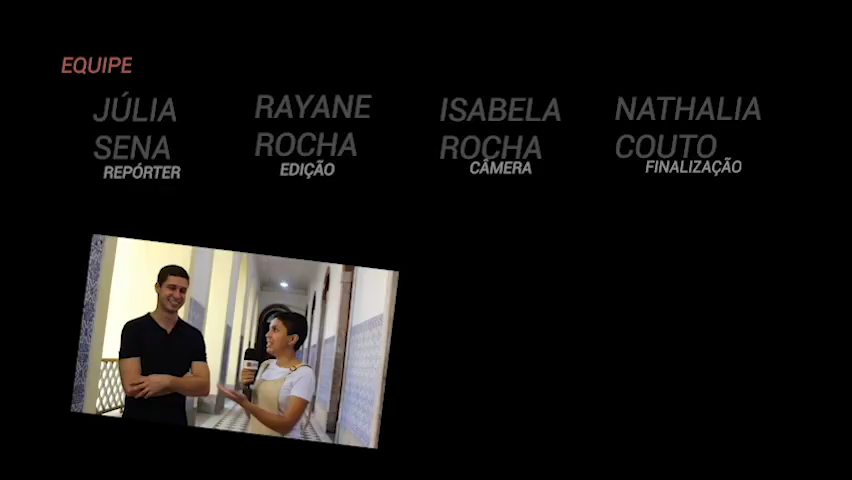 EQUIPE
JÚLIA
SENA
REPÓRTER
RAYANE
ROCHA
EDIÇÃO
ISABELA
ROCHA
CÂMERA
NATHALIA
COUTO
FINALIZAÇÃO